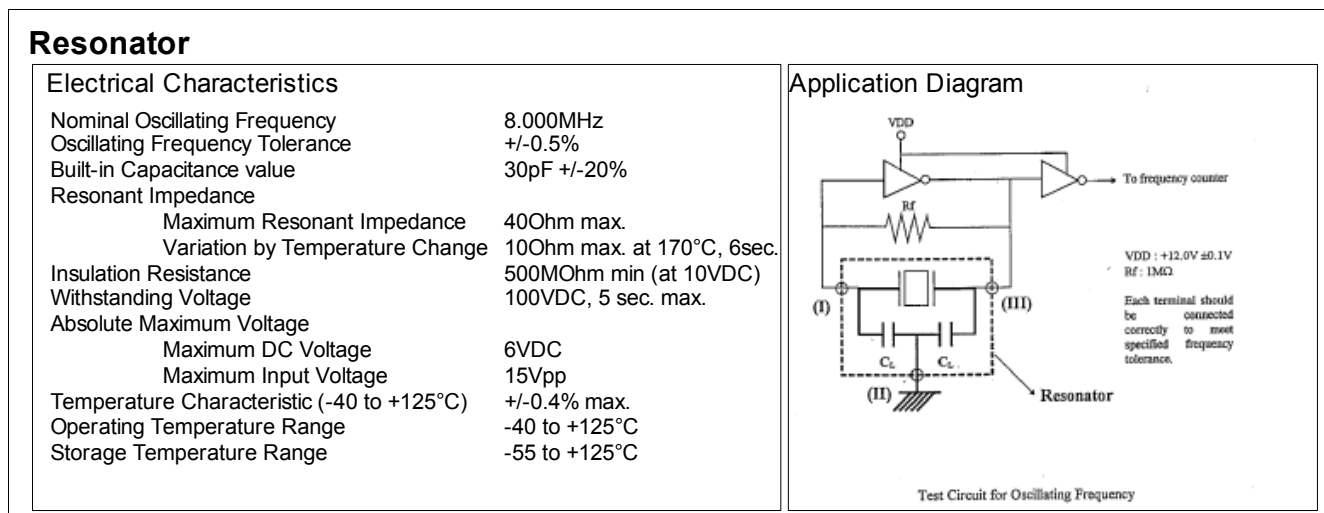 Resonator
Electrical Characteristics
Nominal Oscillating Frequency 8.000MHz
Oscillating Frequency Tolerance +/-0.5%
Built-in Capacitance value 30pF +/-20%
Resonant Impedance
Maximum Resonant Impedance 40Ohm max.
Variation by Temperature Change 10Ohm max. at 170°C, 6sec.
Insulation Resistance 500MOhm min (at 10VDC)
Withstanding Voltage 100VDC, 5 sec. max.
Absolute Maximum Voltage
Maximum DC Voltage 6VDC
Maximum Input Voltage 15Vpp
Temperature Characteristic (-40 to +125°C) +/-0.4% max.
Operating Temperature Range -40 to +125°C
Storage Temperature Range -55 to +125°C
Application Diagram
VDD
To frequency counter
Rf
VDD : +12.0V ±0.1V
Rf : 1MΩ
Each terminal should
be connected
correctly to meet
specified frequency
tolerance.
(I)
(III)
CL CL
(II)
Resonator
Test Circuit for Oscillating Frequency